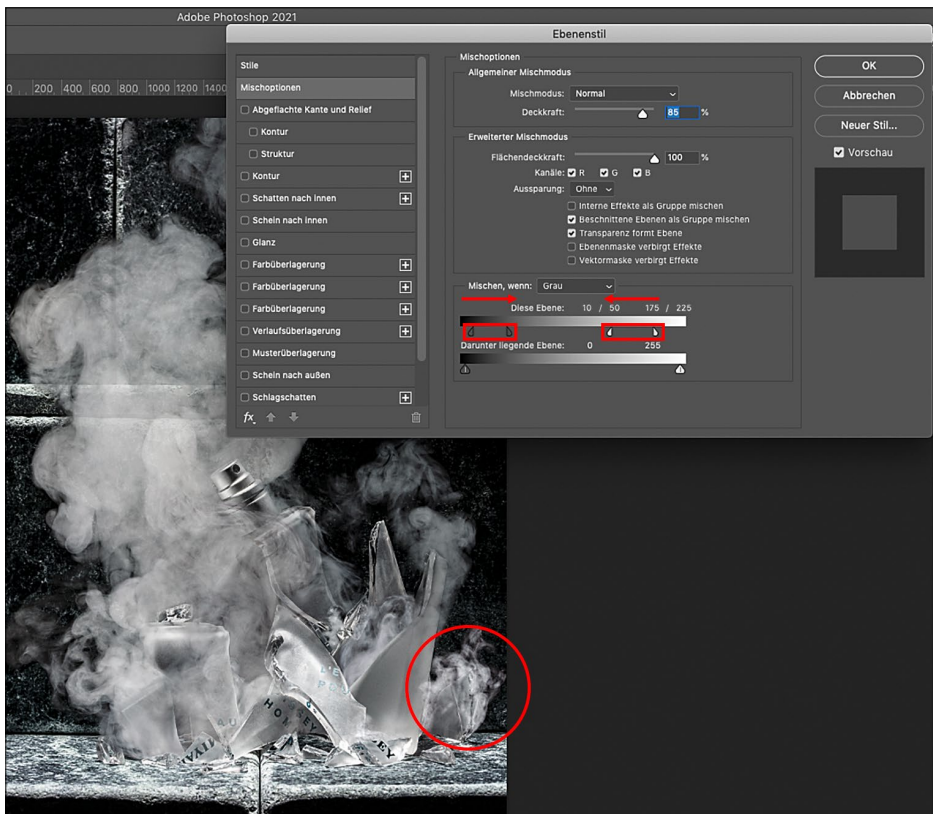 Adobe Photoshop 2021
Ebenenstil
0 200 400 600 800 1000 1200 1400
Stile
Mischoptionen
Abgeflachte Kante und Relief
Kontur
Struktur
Kontur
Schatten nach innen
Schein nach innen
Glanz
Farbüberlagerung
Farbüberlagerung
Farbüberlagerung
Verlaufsüberlagerung
Musterüberlagerung
Schein nach außen
Schlagschatten
fx
Mischoptionen
Allgemeiner Mischmodus
Mischmodus: Normal
Deckkraft: 85 %
Erweiterter Mischmodus
Flächendeckkraft: 100 %
Kanäle: R G B
Aussparung: Ohne
Interne Effekte als Gruppe mischen
Beschnittene Ebenen als Gruppe mischen
Transparenz formt Ebene
Ebenenmaske verbirgt Effekte
Vektormaske verbirgt Effekte
Mischen, wenn: Grau
Diese Ebene: 10 / 50 175 / 225
Darunter liegende Ebene: 0 255
OK
Abbrechen
Neuer Stil...
Vorschau